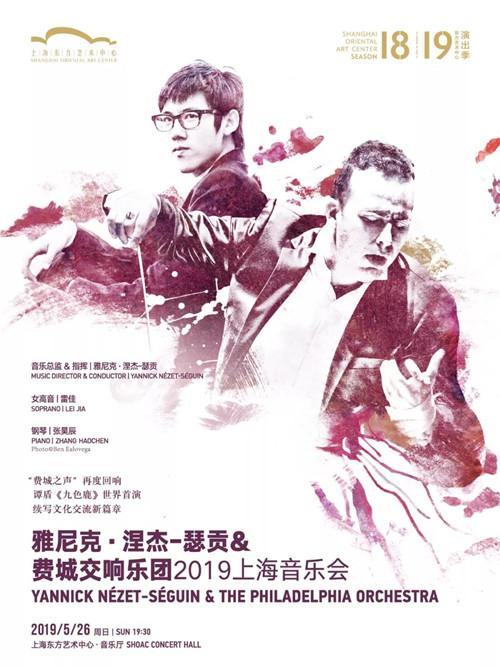 上海东方艺术中心
SHANGHAI ORIENTAL ART CENTER
SHANGHAI
ORIENTAL
ART CENTER
SEASON
18|19
东方艺术中心
演出季
音乐总监 & 指挥 | 雅尼克·涅杰-瑟贡
MUSIC DIRECTOR & CONDUCTOR | YANNICK NÉZET-SÉGUIN
女高音 | 雷佳
SOPRANO | LEI JIA
钢琴 | 张昊辰
PIANO | ZHANG HAOCHEN
Photo@Ben Ealovega
“费城之声”再度回响
谭盾《九色鹿》世界首演
续写文化交流新篇章
雅尼克·涅杰-瑟贡&
费城交响乐团2019上海音乐会
YANNICK NÉZET-SÉGUIN & THE PHILADELPHIA ORCHESTRA
2019/5/26 周日 | SUN 19:30
上海东方艺术中心·音乐厅 SHOAC CONCERT HALL